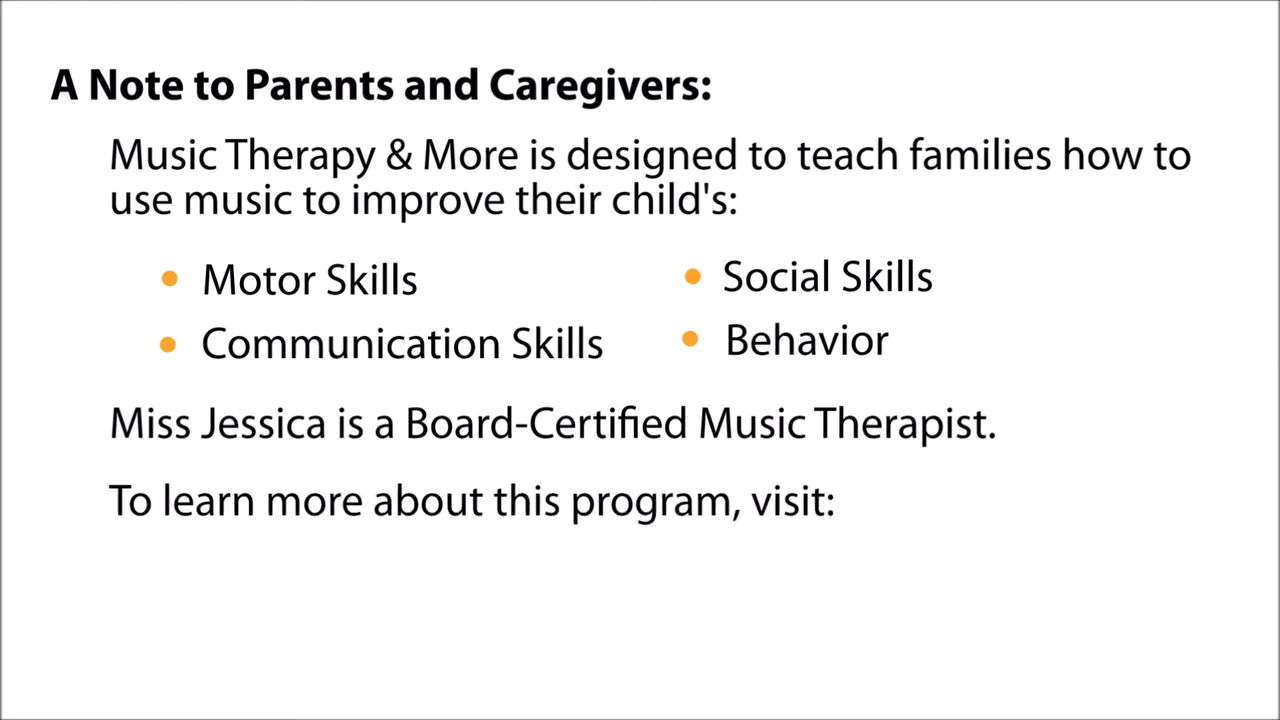 A Note to Parents and Caregivers:
Music Therapy & More is designed to teach families how to
use music to improve their child's:
• Motor Skills
• Social Skills
• Communication Skills
• Behavior
Miss Jessica is a Board-Certified Music Therapist.
To learn more about this program, visit: